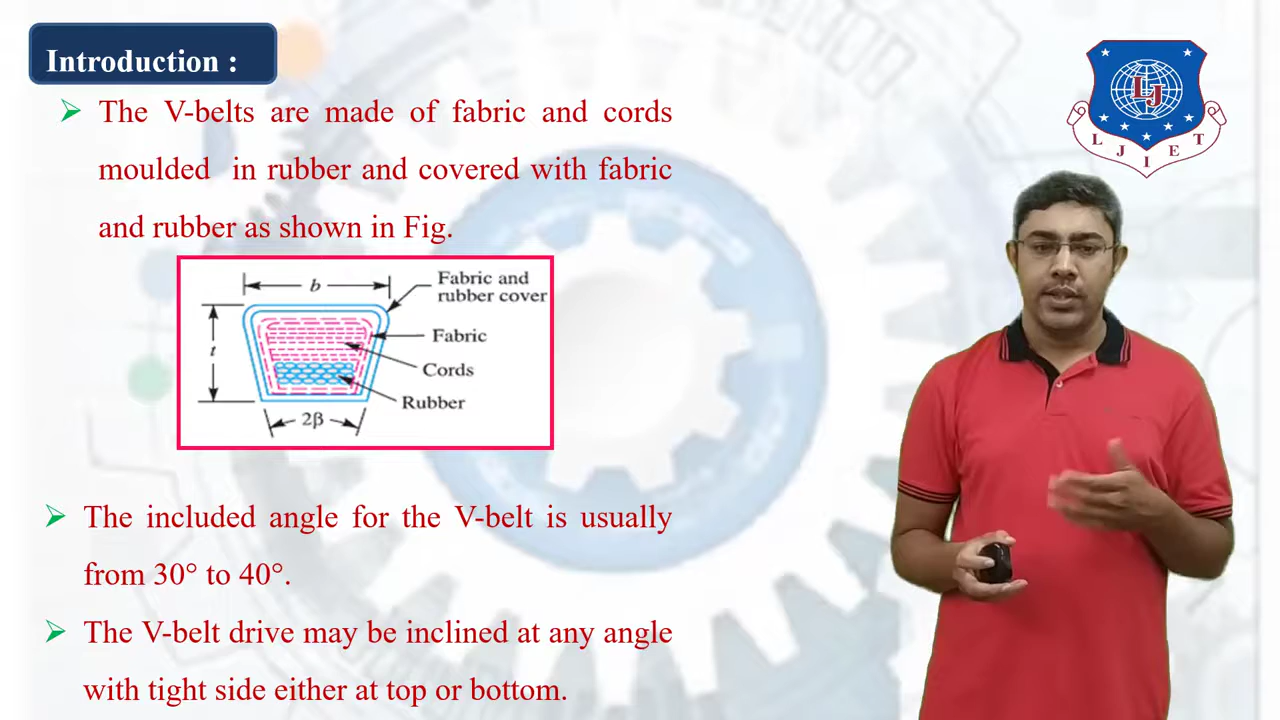 Introduction :
➢ The V-belts are made of fabric and cords
moulded in rubber and covered with fabric
and rubber as shown in Fig.
b
Fabric and
rubber cover
Fabric
t
Cords
Rubber
2β
➢ The included angle for the V-belt is usually
from 30° to 40°.
➢ The V-belt drive may be inclined at any angle
with tight side either at top or bottom.
LJ
L J I E T